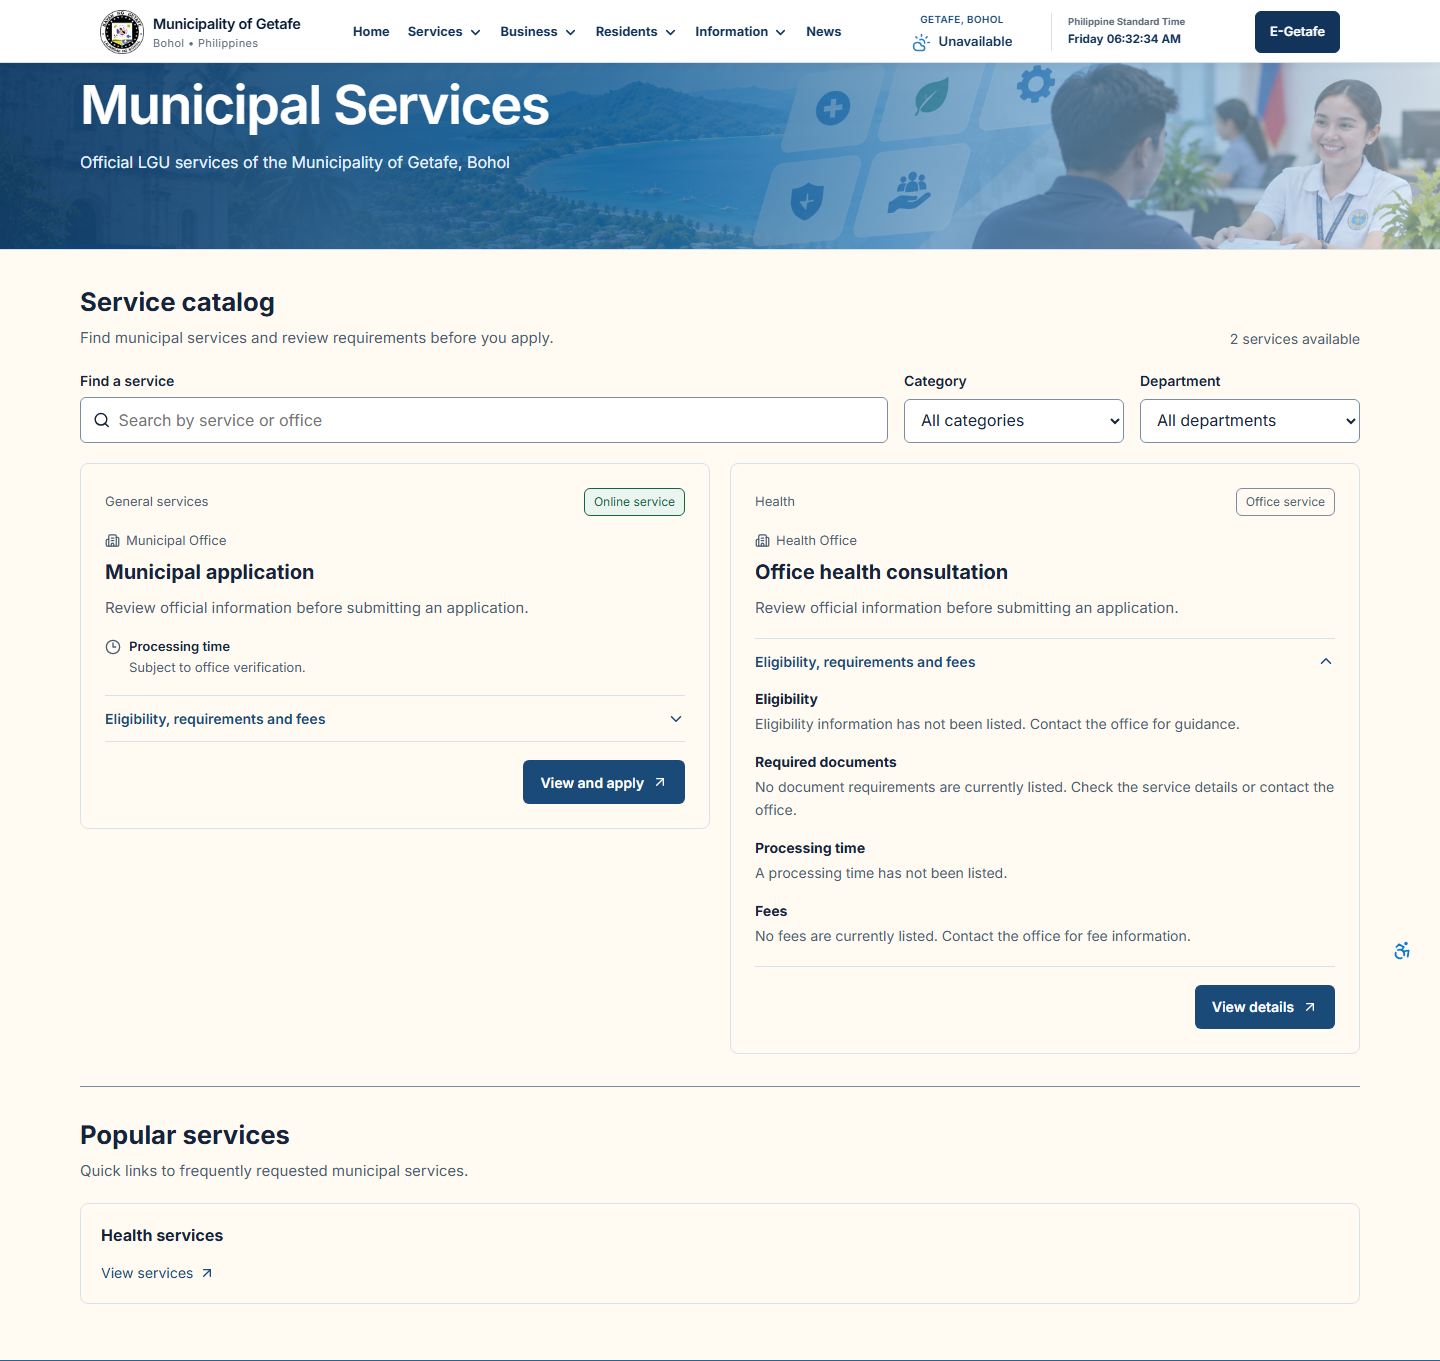 Municipality of Getafe
Bohol • Philippines
Home
Services
Business
Residents
Information
News
GETAFE, BOHOL
Unavailable
Philippine Standard Time
Friday 06:32:34 AM
E-Getafe
Municipal Services
Official LGU services of the Municipality of Getafe, Bohol
Service catalog
Find municipal services and review requirements before you apply.
2 services available
Find a service
Category
Department
Search by service or office
All categories
All departments
General services
Online service
Municipal Office
Municipal application
Review official information before submitting an application.
Processing time
Subject to office verification.
Eligibility, requirements and fees
View and apply
Health
Office service
Health Office
Office health consultation
Review official information before submitting an application.
Eligibility, requirements and fees
Eligibility
Eligibility information has not been listed. Contact the office for guidance.
Required documents
No document requirements are currently listed. Check the service details or contact the
office.
Processing time
A processing time has not been listed.
Fees
No fees are currently listed. Contact the office for fee information.
View details
Popular services
Quick links to frequently requested municipal services.
Health services
View services